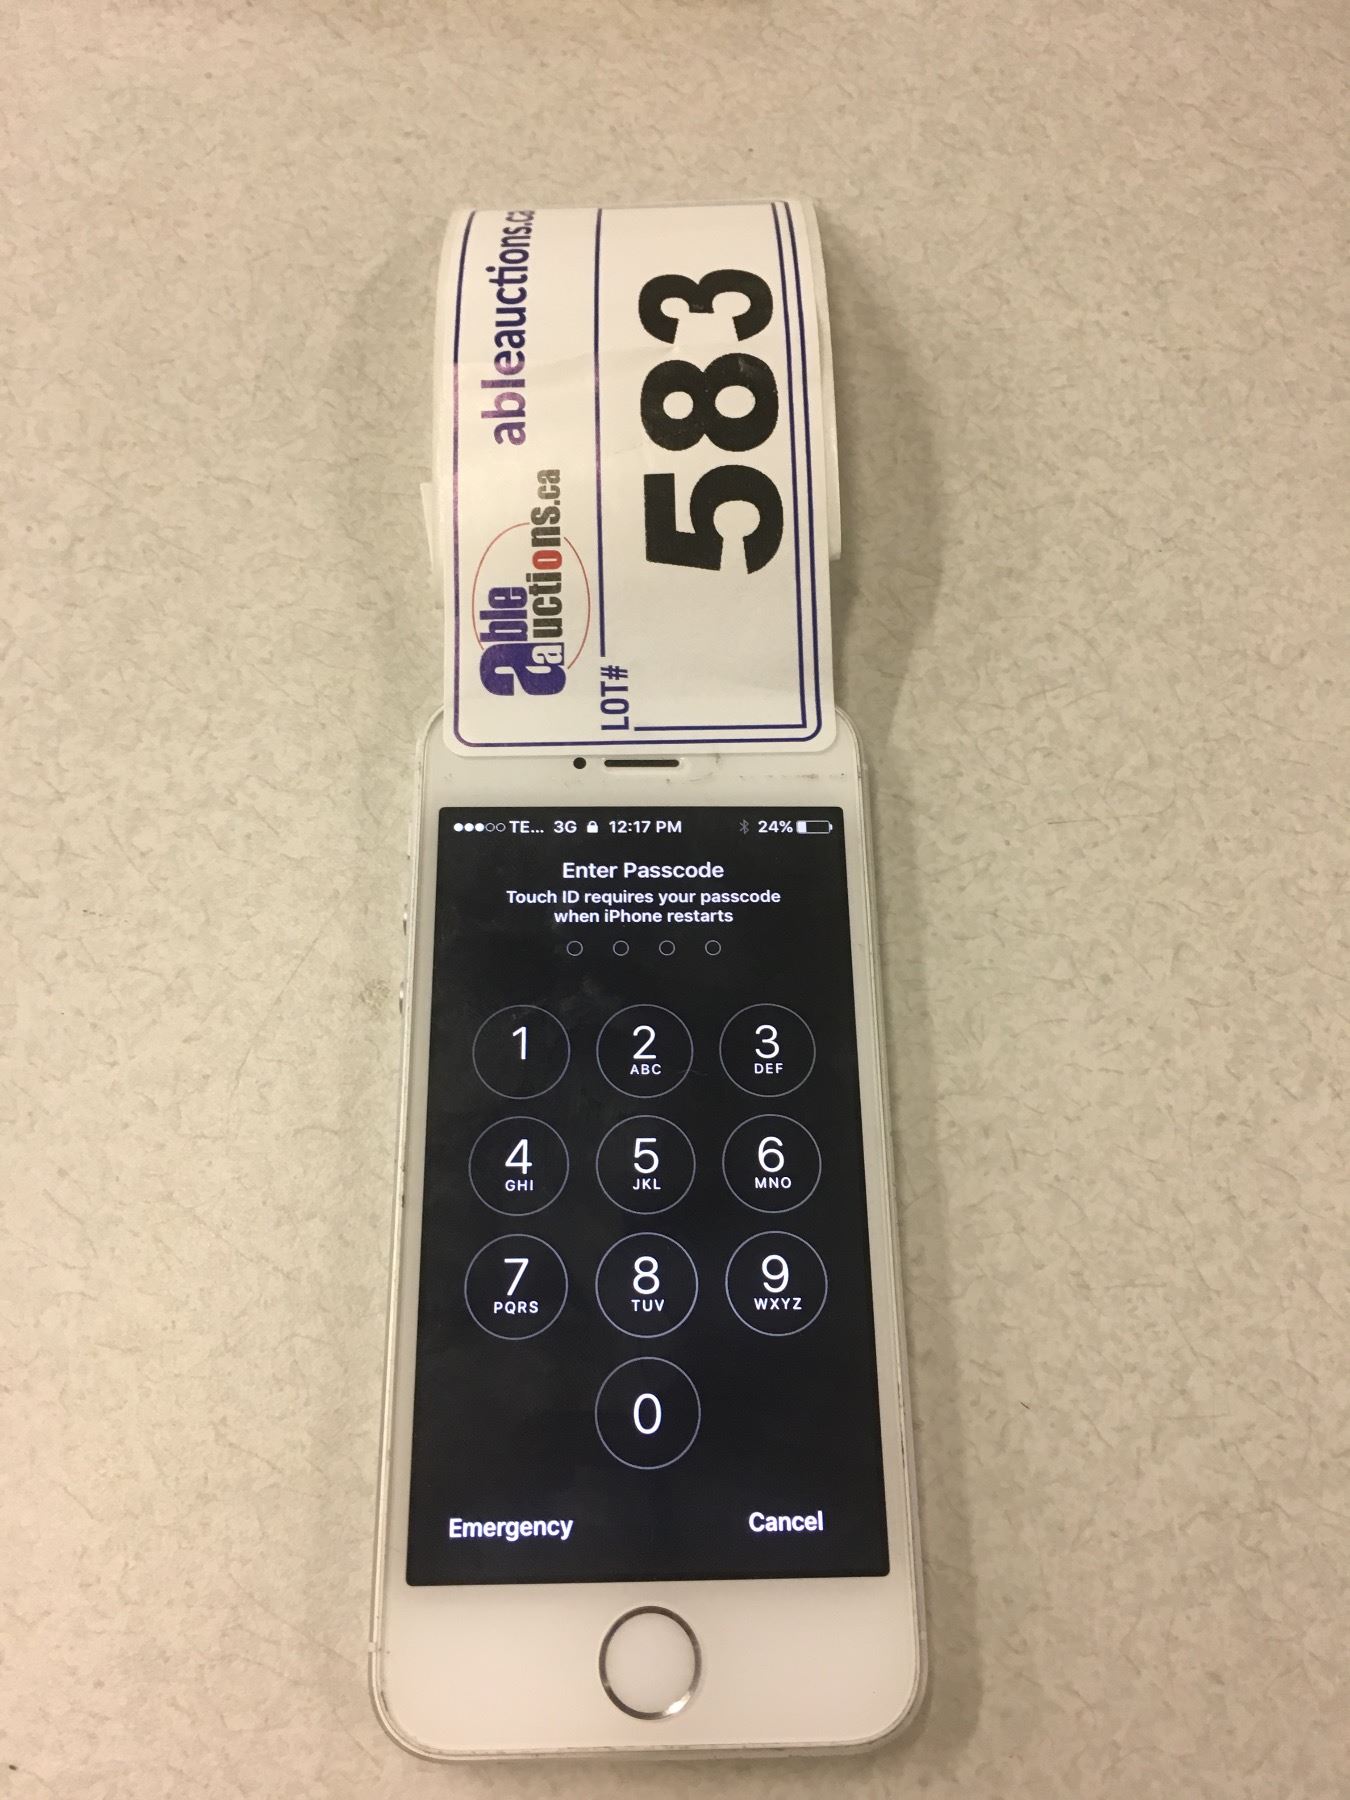 ableauctions.ca
able
auctions.ca
LOT#
583
TE... 3G 12:17 PM 24%
Enter Passcode
Touch ID requires your passcode
when iPhone restarts
1 2 3
ABC DEF
4 5 6
GHI JKL MNO
7 8 9
PQRS TUV WXYZ
0
Emergency Cancel